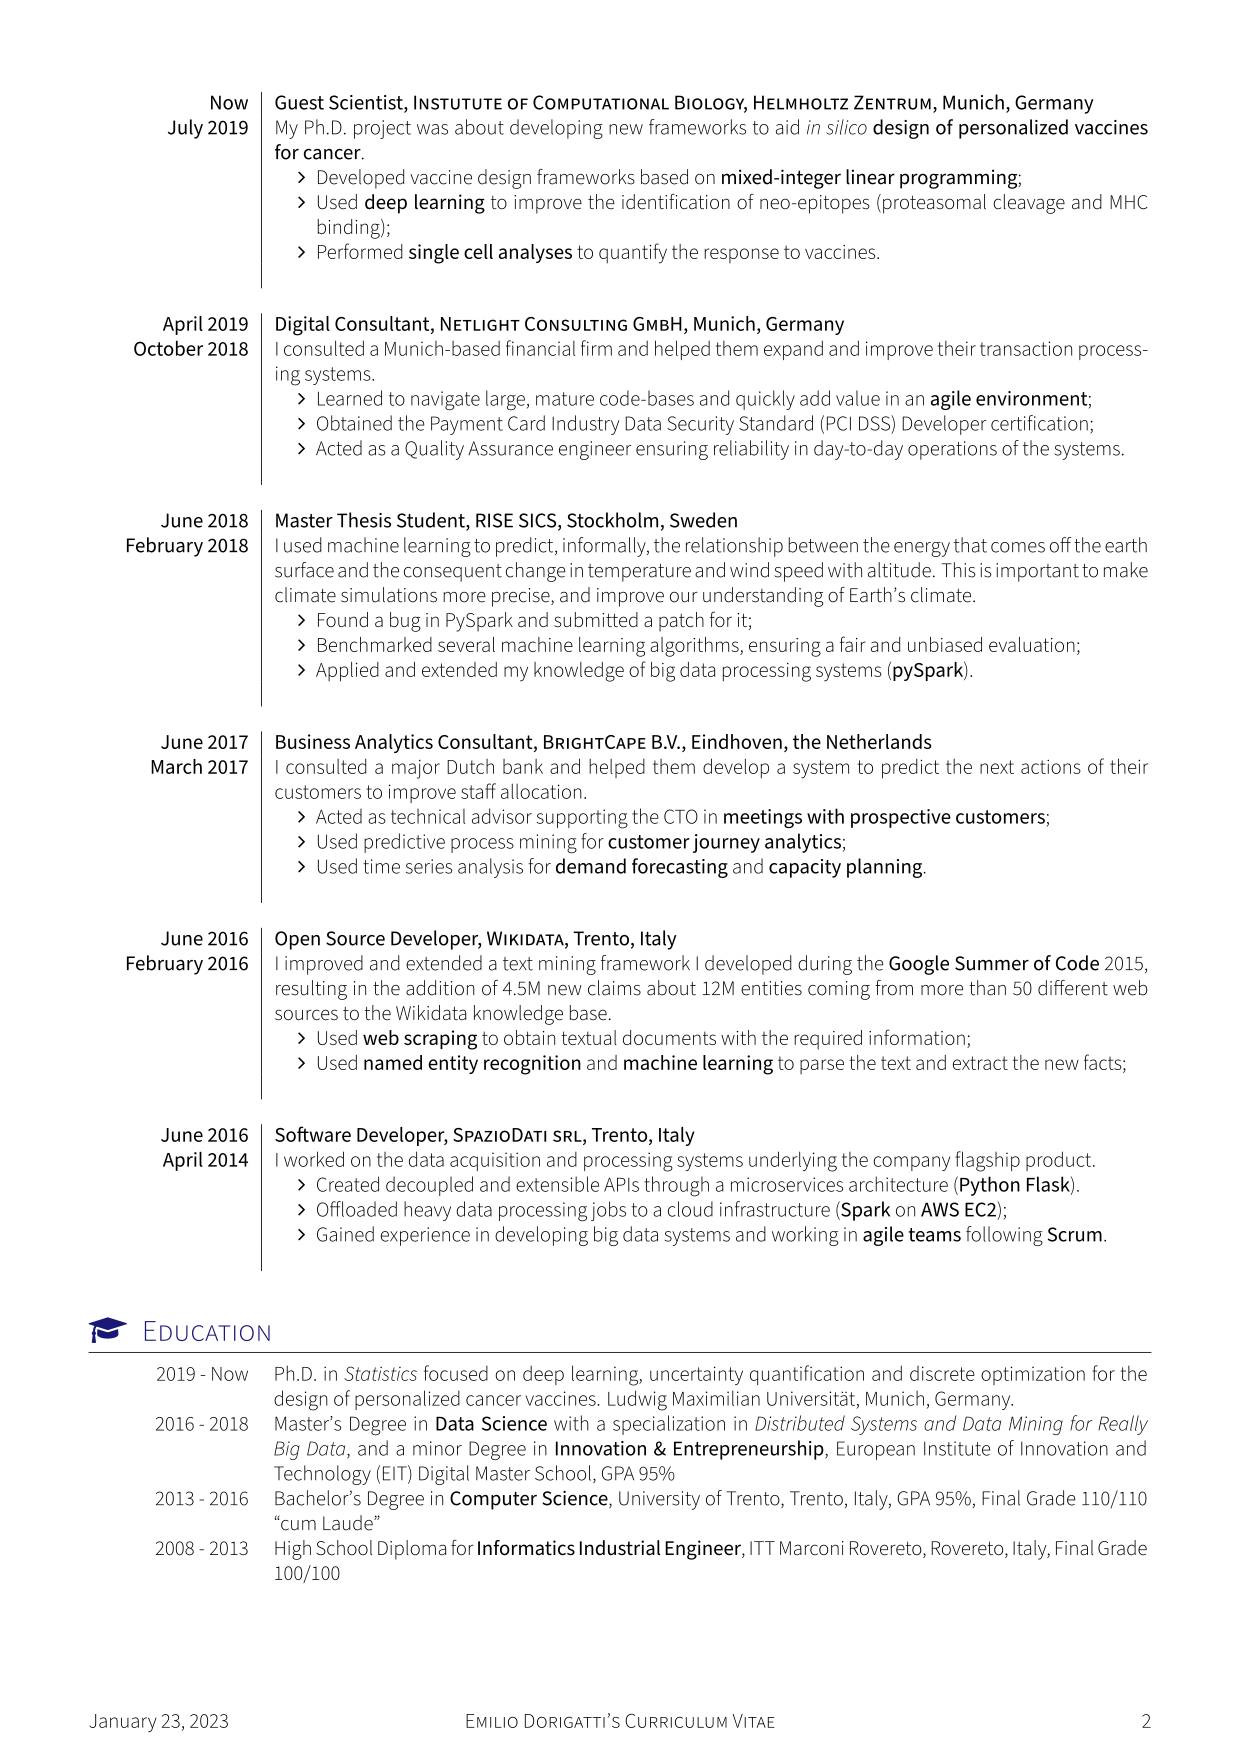 Now
Guest Scientist, Instutute of Computational Biology, Helmholtz Zentrum, Munich, Germany
July 2019
My Ph.D. project was about developing new frameworks to aid in silico design of personalized vaccines
for cancer.
> Developed vaccine design frameworks based on mixed-integer linear programming;
> Used deep learning to improve the identification of neo-epitopes (proteasomal cleavage and MHC
binding);
> Performed single cell analyses to quantify the response to vaccines.
April 2019
Digital Consultant, Netlight Consulting GmbH, Munich, Germany
October 2018
I consulted a Munich-based financial firm and helped them expand and improve their transaction process-
ing systems.
> Learned to navigate large, mature code-bases and quickly add value in an agile environment;
> Obtained the Payment Card Industry Data Security Standard (PCI DSS) Developer certification;
> Acted as a Quality Assurance engineer ensuring reliability in day-to-day operations of the systems.
June 2018
Master Thesis Student, RISE SICS, Stockholm, Sweden
February 2018
I used machine learning to predict, informally, the relationship between the energy that comes off the earth
surface and the consequent change in temperature and wind speed with altitude. This is important to make
climate simulations more precise, and improve our understanding of Earth's climate.
> Found a bug in PySpark and submitted a patch for it;
> Benchmarked several machine learning algorithms, ensuring a fair and unbiased evaluation;
> Applied and extended my knowledge of big data processing systems (pySpark).
June 2017
Business Analytics Consultant, BrightCape B.V., Eindhoven, the Netherlands
March 2017
I consulted a major Dutch bank and helped them develop a system to predict the next actions of their
customers to improve staff allocation.
> Acted as technical advisor supporting the CTO in meetings with prospective customers;
> Used predictive process mining for customer journey analytics;
> Used time series analysis for demand forecasting and capacity planning.
June 2016
Open Source Developer, Wikidata, Trento, Italy
February 2016
I improved and extended a text mining framework I developed during the Google Summer of Code 2015,
resulting in the addition of 4.5M new claims about 12M entities coming from more than 50 different web
sources to the Wikidata knowledge base.
> Used web scraping to obtain textual documents with the required information;
> Used named entity recognition and machine learning to parse the text and extract the new facts;
June 2016
Software Developer, SpazioDati srl, Trento, Italy
April 2014
I worked on the data acquisition and processing systems underlying the company flagship product.
> Created decoupled and extensible APIs through a microservices architecture (Python Flask).
> Offloaded heavy data processing jobs to a cloud infrastructure (Spark on AWS EC2);
> Gained experience in developing big data systems and working in agile teams following Scrum.
Education
2019 - Now
Ph.D. in Statistics focused on deep learning, uncertainty quantification and discrete optimization for the
design of personalized cancer vaccines. Ludwig Maximilian Universität, Munich, Germany.
2016 - 2018
Master's Degree in Data Science with a specialization in Distributed Systems and Data Mining for Really
Big Data, and a minor Degree in Innovation & Entrepreneurship, European Institute of Innovation and
Technology (EIT) Digital Master School, GPA 95%
2013 - 2016
Bachelor's Degree in Computer Science, University of Trento, Trento, Italy, GPA 95%, Final Grade 110/110
"cum Laude"
2008 - 2013
High School Diploma for Informatics Industrial Engineer, ITT Marconi Rovereto, Rovereto, Italy, Final Grade
100/100
January 23, 2023
Emilio Dorigatti's Curriculum Vitae
2